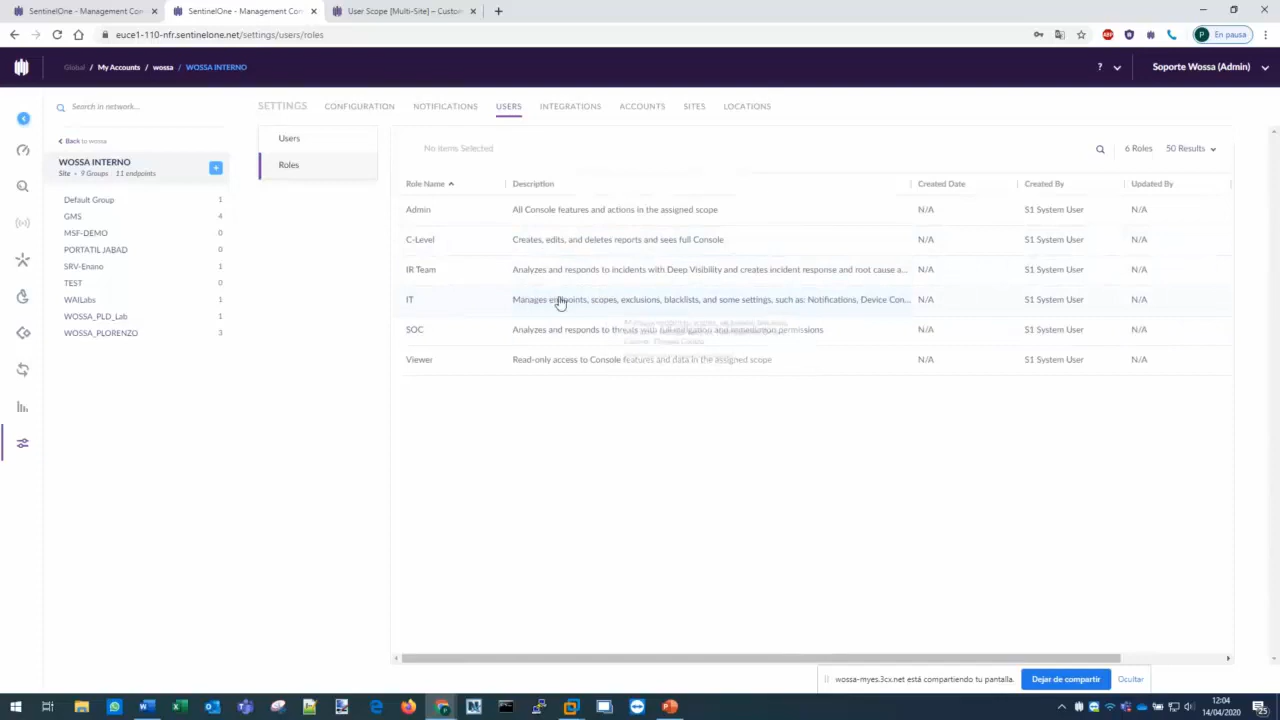 SentinelOne - Management Con
SentinelOne - Management Con
User Scope [Multi-Site] – Custom
euce1-110-nfr.sentinelone.net/settings/users/roles
En pausa
Global / My Accounts / wossa / WOSSA INTERNO
? Soporte Wossa (Admin)
Search in network...
SETTINGS CONFIGURATION NOTIFICATIONS USERS INTEGRATIONS ACCOUNTS SITES LOCATIONS
Back to wossa
WOSSA INTERNO
Site • 9 Groups 11 endpoints
Default Group 1
GMS 4
MSF-DEMO 0
PORTATIL JABAD 0
SRV-Enano 1
TEST 0
WAILabs 1
WOSSA_PLD_Lab 1
WOSSA_PLORENZO 3
Users
Roles
No Items Selected
6 Roles 50 Results
Role Name Description Created Date Created By Updated By
Admin All Console features and actions in the assigned scope N/A S1 System User N/A
C-Level Creates, edits, and deletes reports and sees full Console N/A S1 System User N/A
IR Team Analyzes and responds to incidents with Deep Visibility and creates incident response and root cause a... N/A S1 System User N/A
IT Manages endpoints, scopes, exclusions, blacklists, and some settings, such as: Notifications, Device Con... N/A S1 System User N/A
SOC Analyzes and responds to threats with full mitigation and remediation permissions N/A S1 System User N/A
Viewer Read-only access to Console features and data in the assigned scope N/A S1 System User N/A
wossa-myes.3cx.net está compartiendo tu pantalla. Dejar de compartir Ocultar
12:04
14/04/2020
25